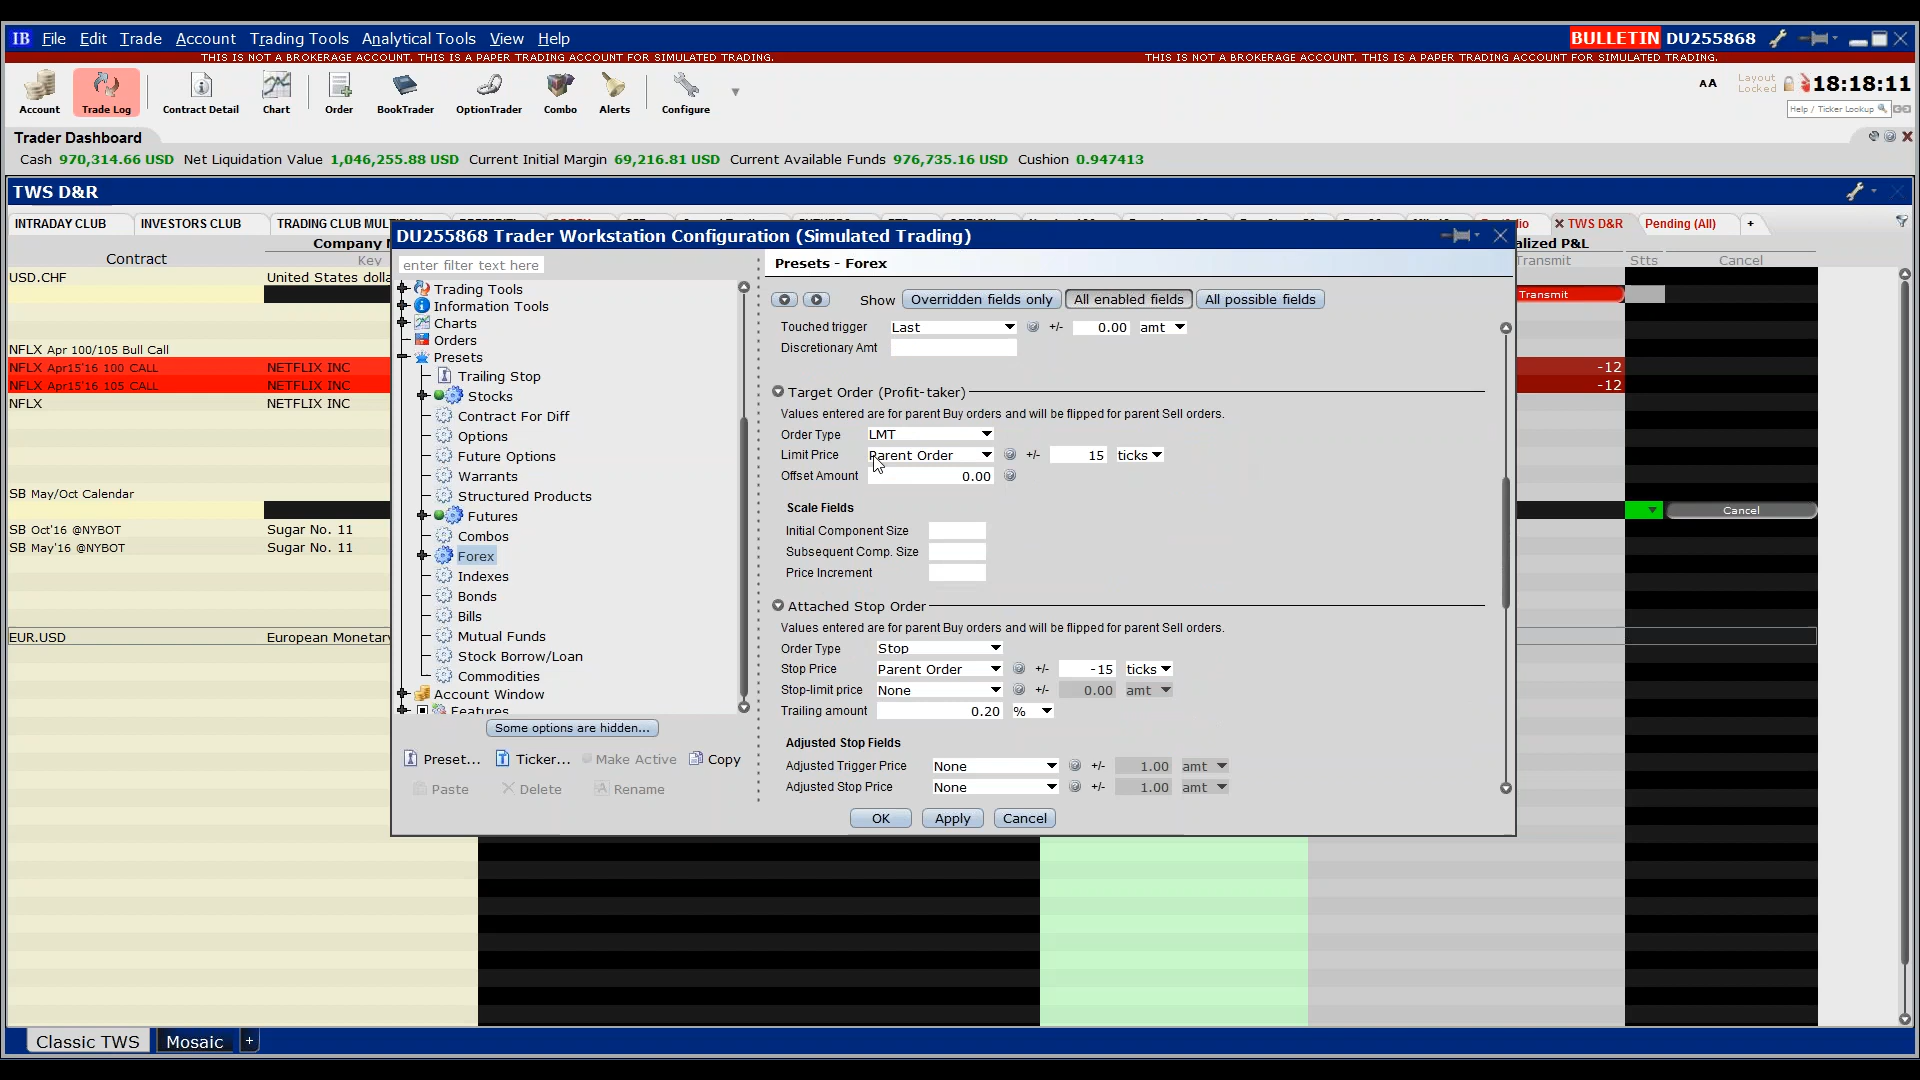 IB File Edit Trade Account Trading Tools Analytical Tools View Help BULLETIN DU255868
THIS IS NOT A BROKERAGE ACCOUNT. THIS IS A PAPER TRADING ACCOUNT FOR SIMULATED TRADING. THIS IS NOT A BROKERAGE ACCOUNT. THIS IS A PAPER TRADING ACCOUNT FOR SIMULATED TRADING.
Account Trade Log Contract Detail Chart Order BookTrader OptionTrader Combo Alerts Configure
AA Layout Locked 18:18:11
Help / Ticker Lookup
Trader Dashboard
Cash 970,314.66 USD Net Liquidation Value 1,046,255.88 USD Current Initial Margin 69,216.81 USD Current Available Funds 976,735.16 USD Cushion 0.947413
TWS D&R
INTRADAY CLUB INVESTORS CLUB TRADING CLUB TWS D&R Pending (All) +
Company alized P&L
Contract Key Transmit Stts Cancel
USD.CHF United States dolla
Transmit
NFLX Apr 100/105 Bull Call
NFLX Apr15'16 100 CALL NETFLIX INC -12
NFLX Apr15'16 105 CALL NETFLIX INC -12
NFLX NETFLIX INC
SB May/Oct Calendar
Cancel
SB Oct'16 @NYBOT Sugar No. 11
SB May'16 @NYBOT Sugar No. 11
EUR.USD European Monetary
DU255868 Trader Workstation Configuration (Simulated Trading)
enter filter text here
Trading Tools
Information Tools
Charts
Orders
Presets
Trailing Stop
Stocks
Contract For Diff
Options
Future Options
Warrants
Structured Products
Futures
Combos
Forex
Indexes
Bonds
Bills
Mutual Funds
Stock Borrow/Loan
Commodities
Account Window
Features
Some options are hidden...
Preset... Ticker... Make Active Copy
Paste Delete Rename
Presets - Forex
Show Overridden fields only All enabled fields All possible fields
Touched trigger Last +/- 0.00 amt
Discretionary Amt
Target Order (Profit-taker)
Values entered are for parent Buy orders and will be flipped for parent Sell orders.
Order Type LMT
Limit Price Parent Order +/- 15 ticks
Offset Amount 0.00
Scale Fields
Initial Component Size
Subsequent Comp. Size
Price Increment
Attached Stop Order
Values entered are for parent Buy orders and will be flipped for parent Sell orders.
Order Type Stop
Stop Price Parent Order +/- -15 ticks
Stop-limit price None +/- 0.00 amt
Trailing amount 0.20 %
Adjusted Stop Fields
Adjusted Trigger Price None +/- 1.00 amt
Adjusted Stop Price None +/- 1.00 amt
OK Apply Cancel
Classic TWS Mosaic +